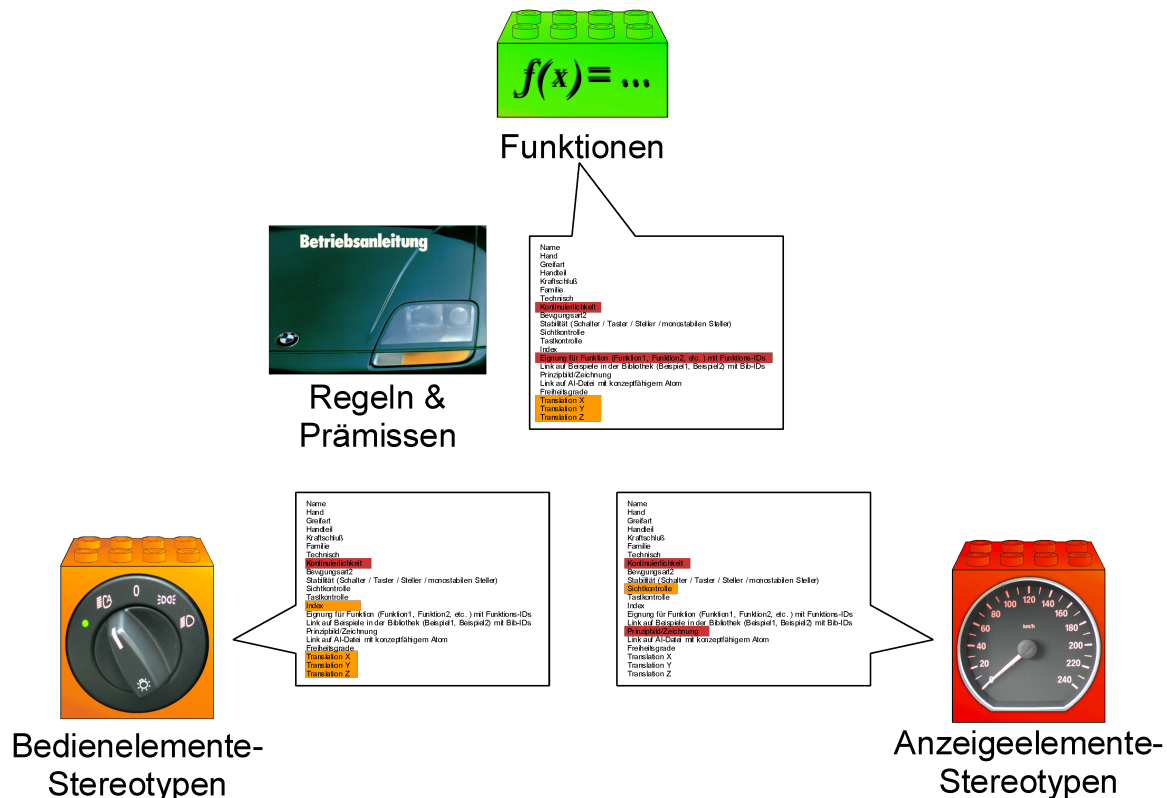 f(x)≡ ...
Funktionen
Betriebsanleitung
Regeln &
Prämissen
Name
Hand
Greifart
Handteil
Kraftschluß
Familie
Technisch
Kontinuierlichkeit
Bewgungsart2
Stabilität (Schalter / Taster / Steller / monostabilen Steller)
Sichtkontrolle
Tastkontrolle
Index
Eignung für Funktion (Funktion1, Funktion2, etc. ) mit Funktions-IDs
Link auf Beispiele in der Bibliothek (Beispiel1, Beispiel2) mit Bib-IDs
Prinzipbild/Zeichnung
Link auf AI-Datei mit konzeptfähigem Atom
Freiheitsgrade
Translation X
Translation Y
Translation Z
0
Bedienelemente-
Stereotypen
Name
Hand
Greifart
Handteil
Kraftschluß
Familie
Technisch
Kontinuierlichkeit
Bewgungsart2
Stabilität (Schalter / Taster / Steller / monostabilen Steller)
Sichtkontrolle
Tastkontrolle
Index
Eignung für Funktion (Funktion1, Funktion2, etc. ) mit Funktions-IDs
Link auf Beispiele in der Bibliothek (Beispiel1, Beispiel2) mit Bib-IDs
Prinzipbild/Zeichnung
Link auf AI-Datei mit konzeptfähigem Atom
Freiheitsgrade
Translation X
Translation Y
Translation Z
Name
Hand
Greifart
Handteil
Kraftschluß
Familie
Technisch
Kontinuierlichkeit
Bewgungsart2
Stabilität (Schalter / Taster / Steller / monostabilen Steller)
Sichtkontrolle
Tastkontrolle
Index
Eignung für Funktion (Funktion1, Funktion2, etc. ) mit Funktions-IDs
Link auf Beispiele in der Bibliothek (Beispiel1, Beispiel2) mit Bib-IDs
Prinzipbild/Zeichnung
Link auf AI-Datei mit konzeptfähigem Atom
Freiheitsgrade
Translation X
Translation Y
Translation Z
0 20 40 60 80 100 120 140 160 180 200 220 240
km/h
Anzeigeelemente-
Stereotypen